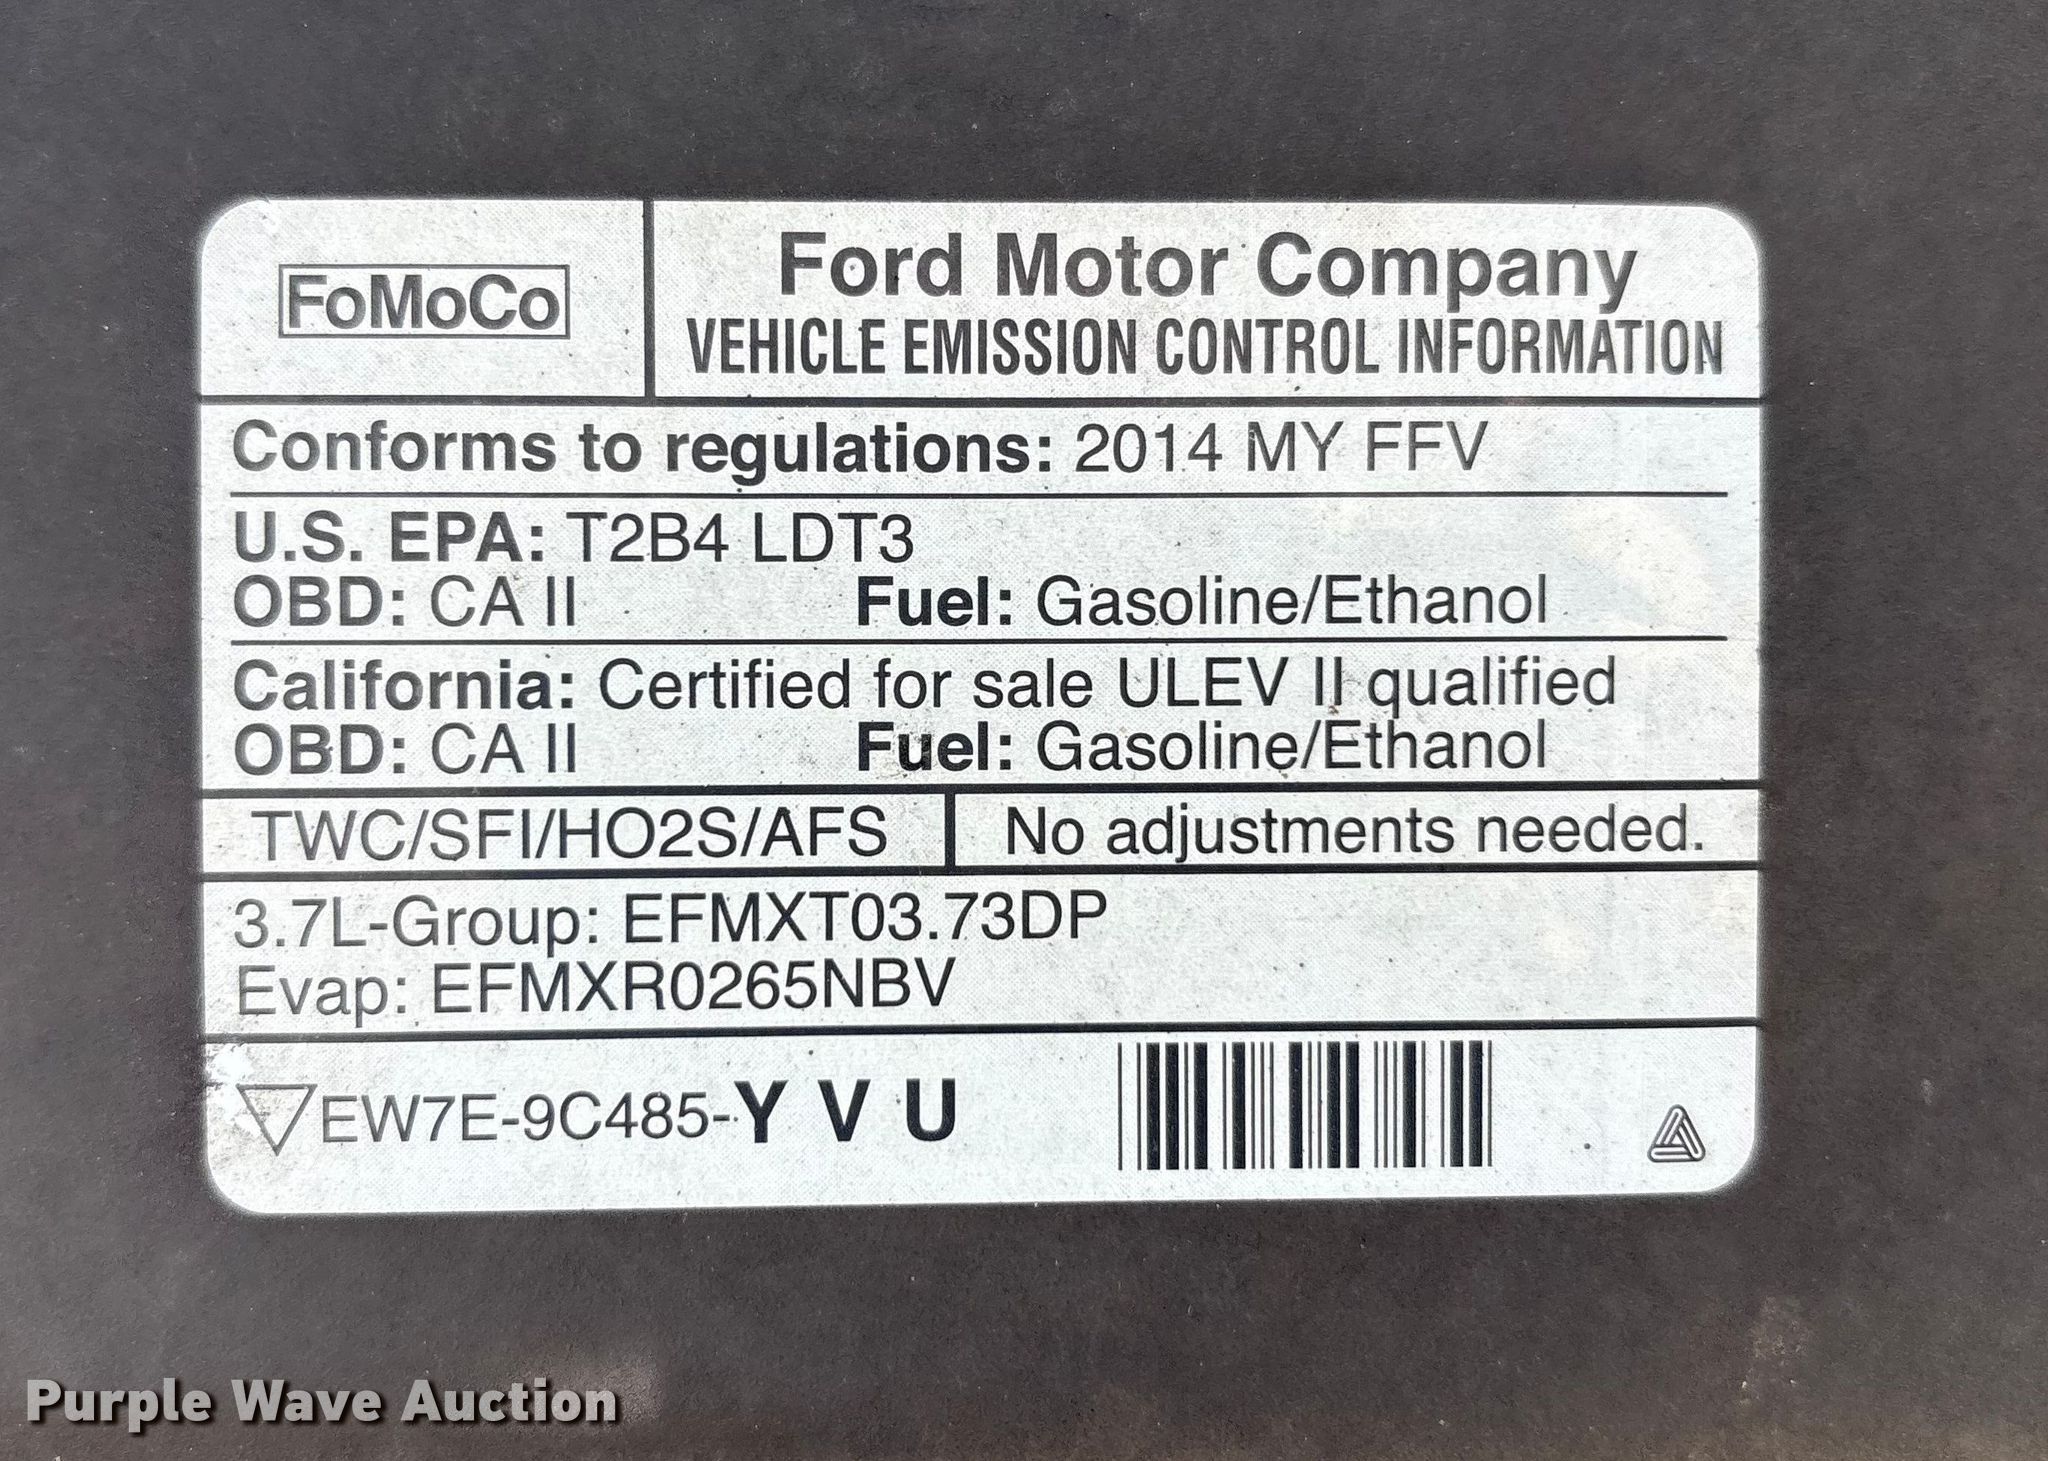 FoMoCo
Ford Motor Company
VEHICLE EMISSION CONTROL INFORMATION
Conforms to regulations: 2014 MY FFV
U.S. EPA: T2B4 LDT3
OBD: CA II Fuel: Gasoline/Ethanol
California: Certified for sale ULEV II qualified
OBD: CA II Fuel: Gasoline/Ethanol
TWC/SFI/HO2S/AFS No adjustments needed.
3.7L-Group: EFMXT03.73DP
Evap: EFMXR0265NBV
EW7E-9C485-Y V U
Purple Wave Auction